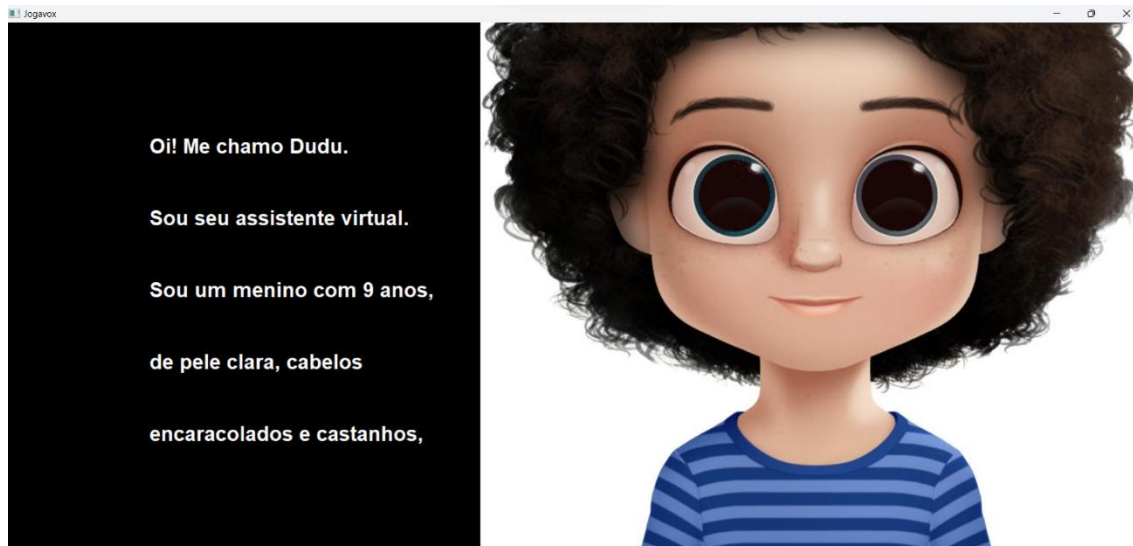 Jogavox
Oi! Me chamo Dudu.
Sou seu assistente virtual.
Sou um menino com 9 anos,
de pele clara, cabelos
encaracolados e castanhos,